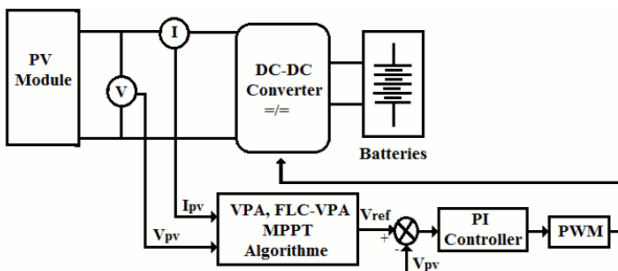 PV
Module
I
V
DC-DC
Converter
=/=
Batteries
Ipv
Vpv
VPA, FLC-VPA
MPPT
Algorithme
Vref
+
-
Vpv
PI
Controller
PWM